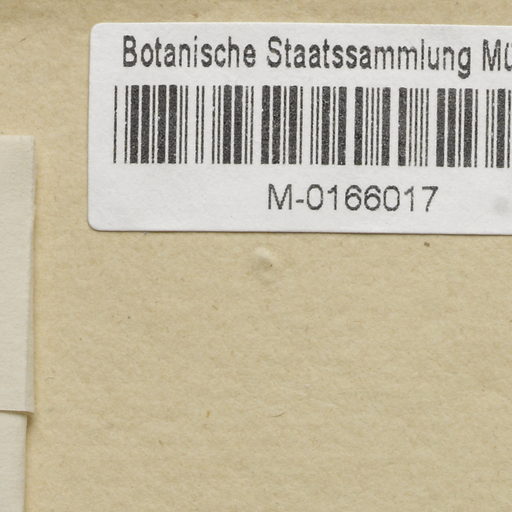 Botanische Staatssammlung Mü
M-0166017